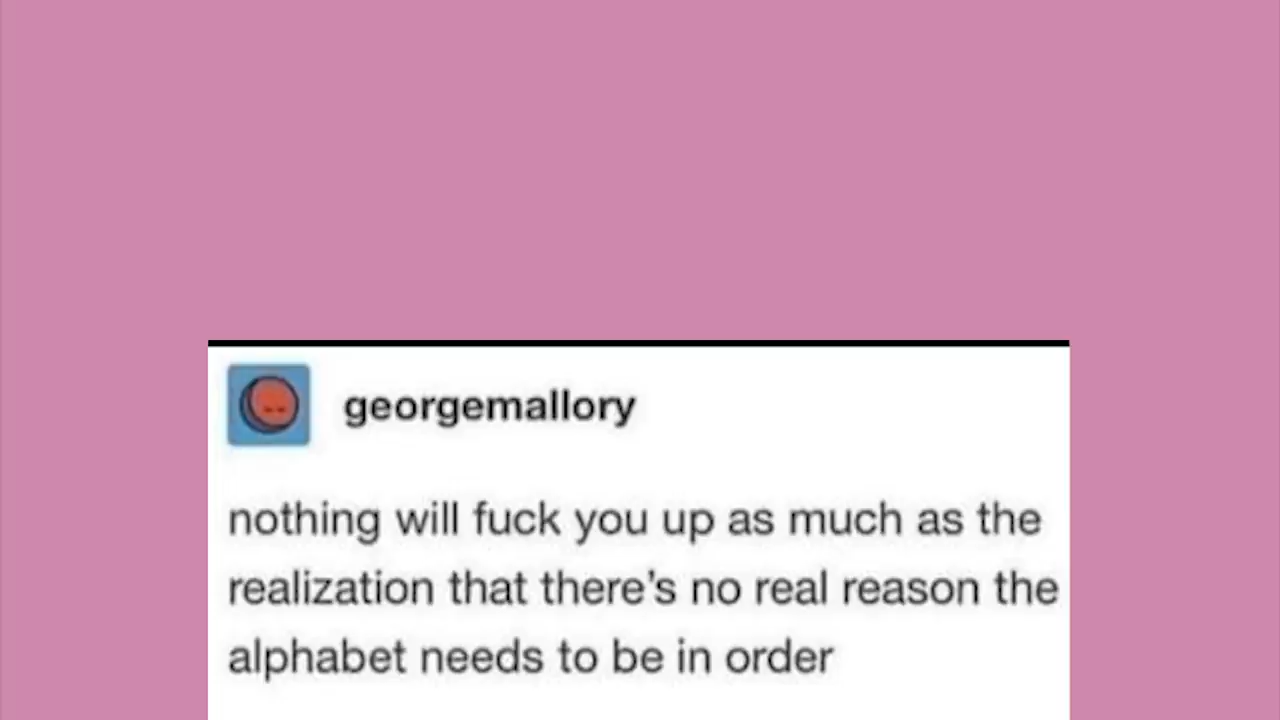 georgemallory
nothing will fuck you up as much as the
realization that there's no real reason the
alphabet needs to be in order